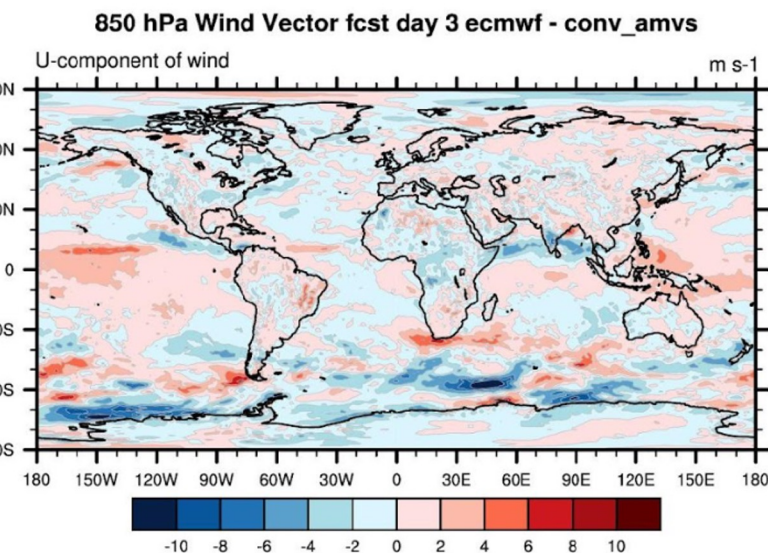 850 hPa Wind Vector fcst day 3 ecmwf - conv_amvs
U-component of wind m s-1
0
180 150W 120W 90W 60W 30W 0 30E 60E 90E 120E 150E 180
-10 -8 -6 -4 -2 0 2 4 6 8 10